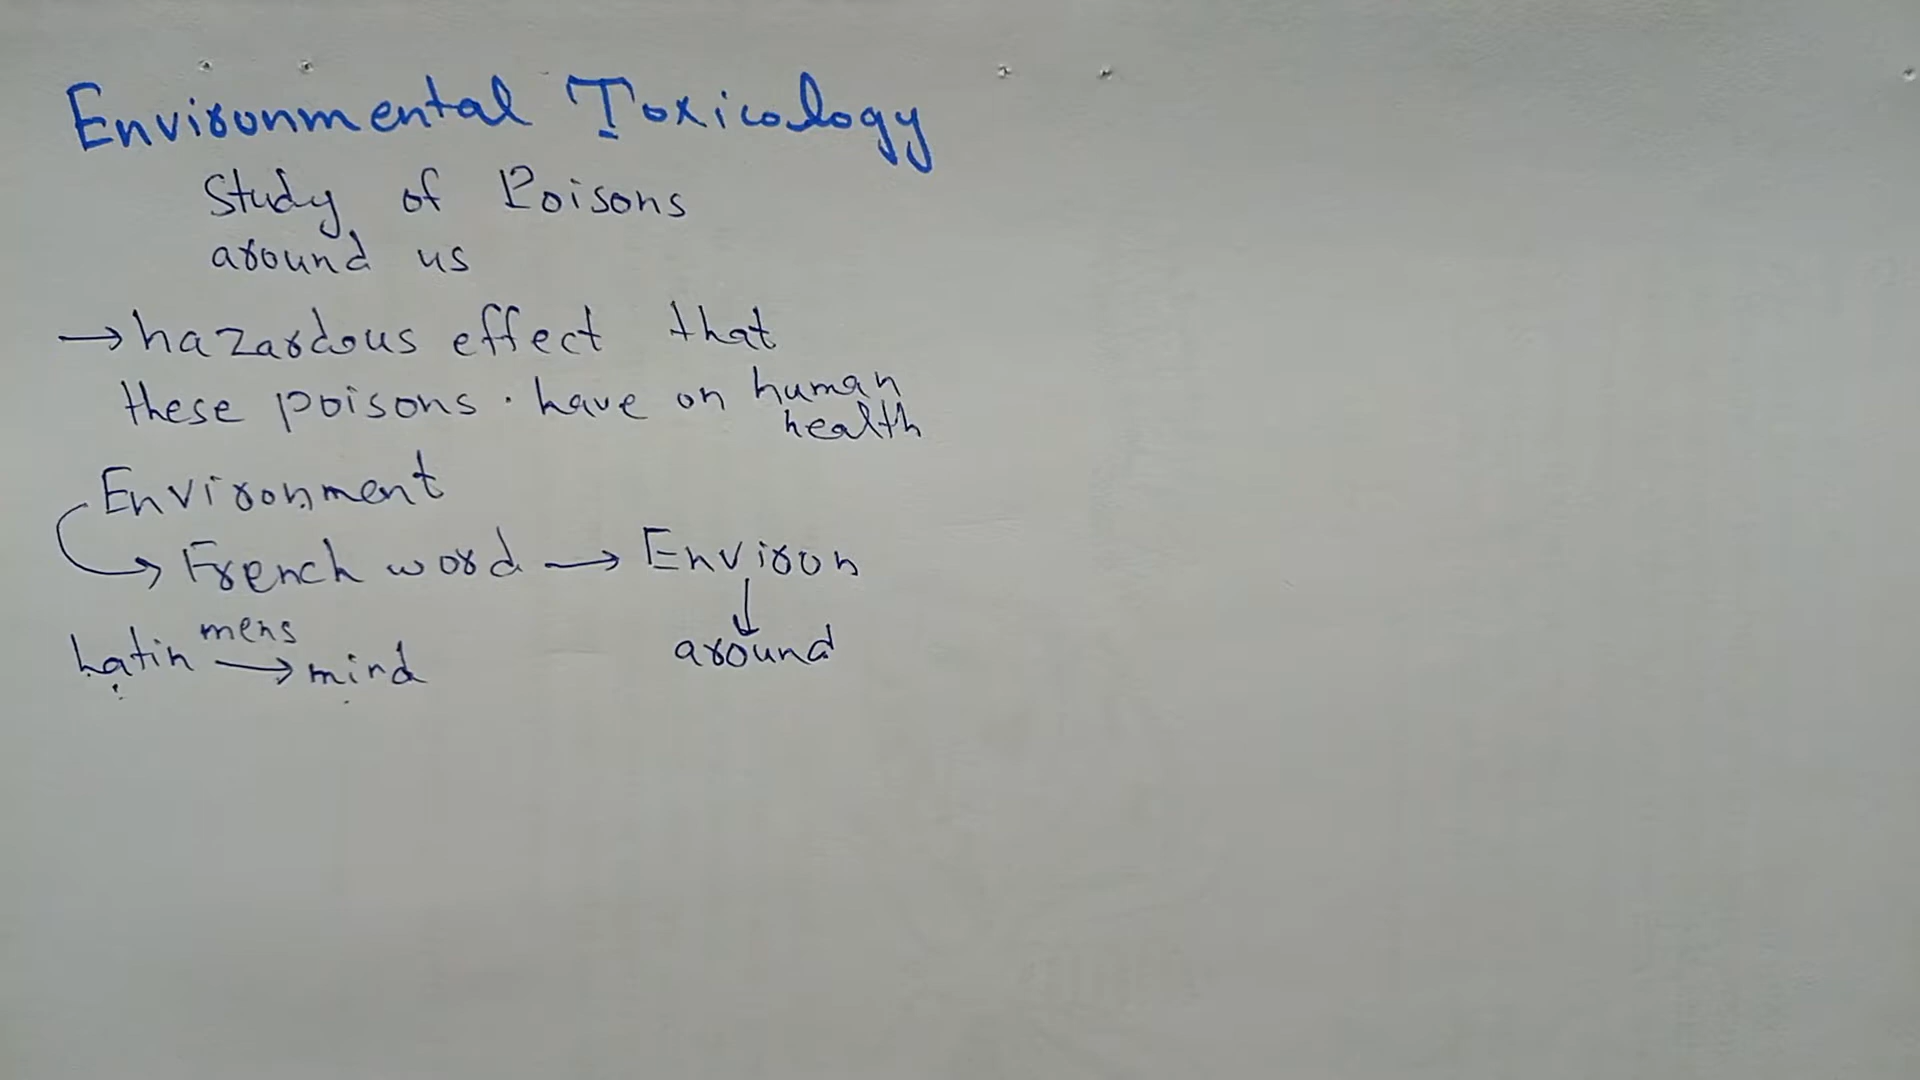 Environmental Toxicology
Study of Poisons
around us
→ hazardous effect that
these poisons. have on human
health
Environment
French word → Environ
around
Latin mens → mind